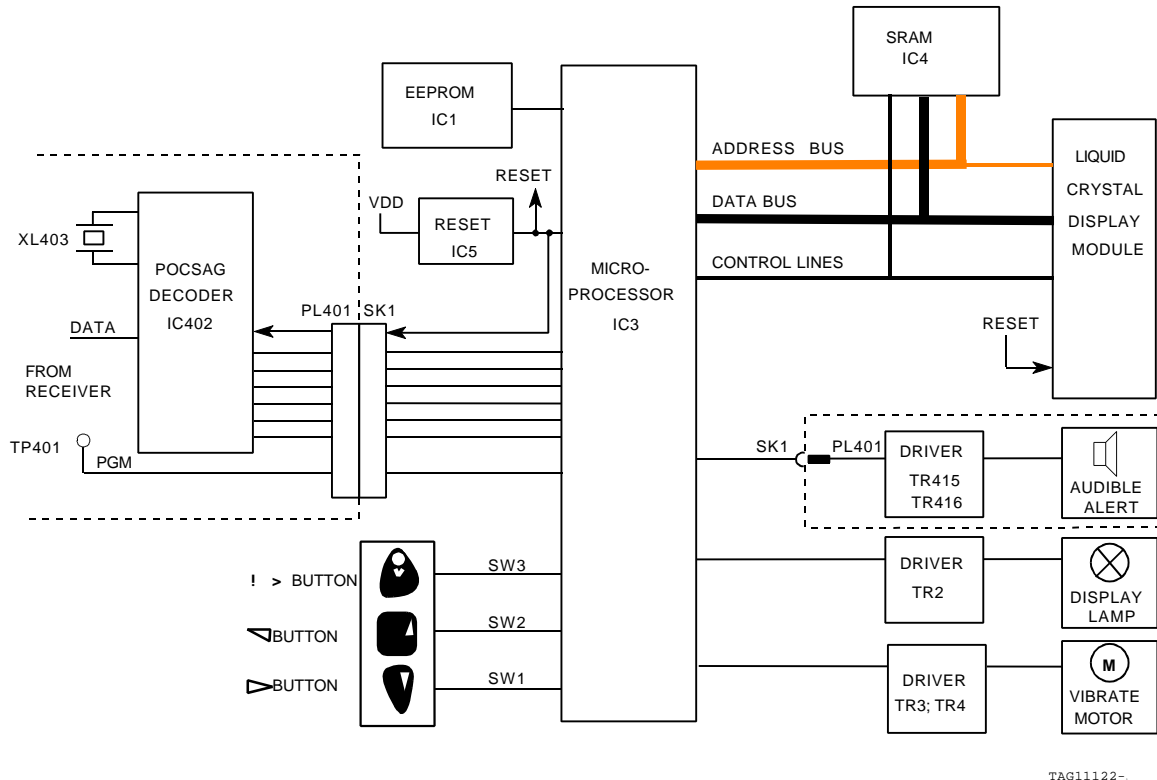 SRAM
IC4
EEPROM
IC1
ADDRESS BUS
LIQUID
CRYSTAL
DISPLAY
MODULE
RESET
VDD
RESET
IC5
DATA BUS
XL403
POCSAG
DECODER
IC402
MICRO-
PROCESSOR
IC3
CONTROL LINES
PL401 SK1
DATA
RESET
FROM
RECEIVER
TP401
PGM
SK1
PL401
DRIVER
TR415
TR416
AUDIBLE
ALERT
! > BUTTON
SW3
DRIVER
TR2
DISPLAY
LAMP
BUTTON
SW2
BUTTON
SW1
DRIVER
TR3; TR4
M
VIBRATE
MOTOR
TAG11122-.